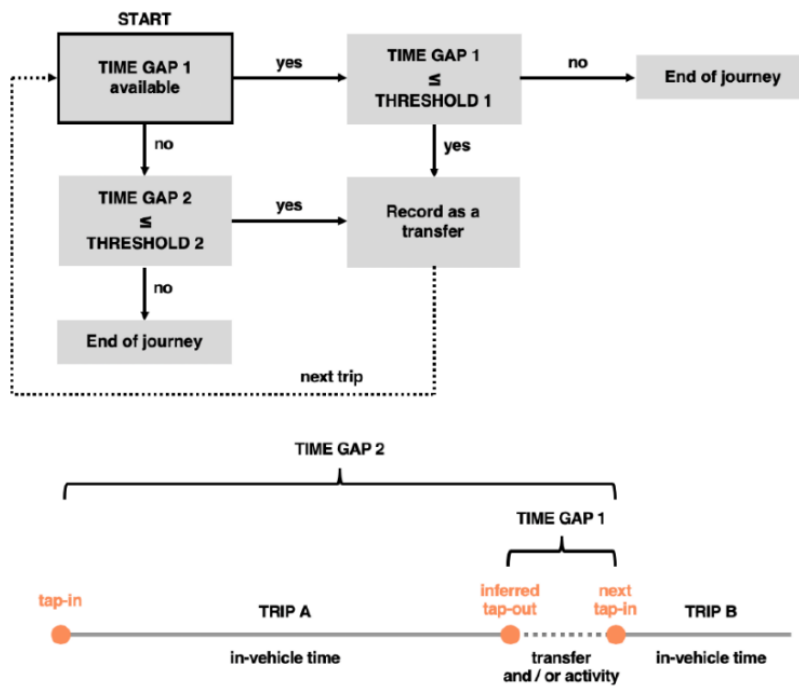 START
TIME GAP 1
available
yes
TIME GAP 1
≤
THRESHOLD 1
no
End of journey
no
yes
TIME GAP 2
≤
THRESHOLD 2
yes
Record as a
transfer
no
End of journey
next trip
TIME GAP 2
TIME GAP 1
tap-in
TRIP A
inferred
tap-out
next
tap-in
TRIP B
in-vehicle time
transfer
and / or activity
in-vehicle time